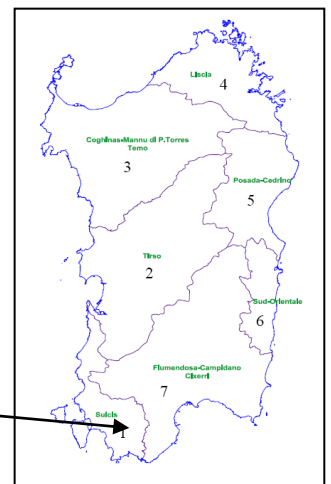 Liscia
4
Coghinas-Mannu di P.Torres
Temo
3
Posada-Cedrino
5
Tirso
2
Sud-Orientale
6
Flumendosa-Campidano
Cixerri
7
Sulcis
1